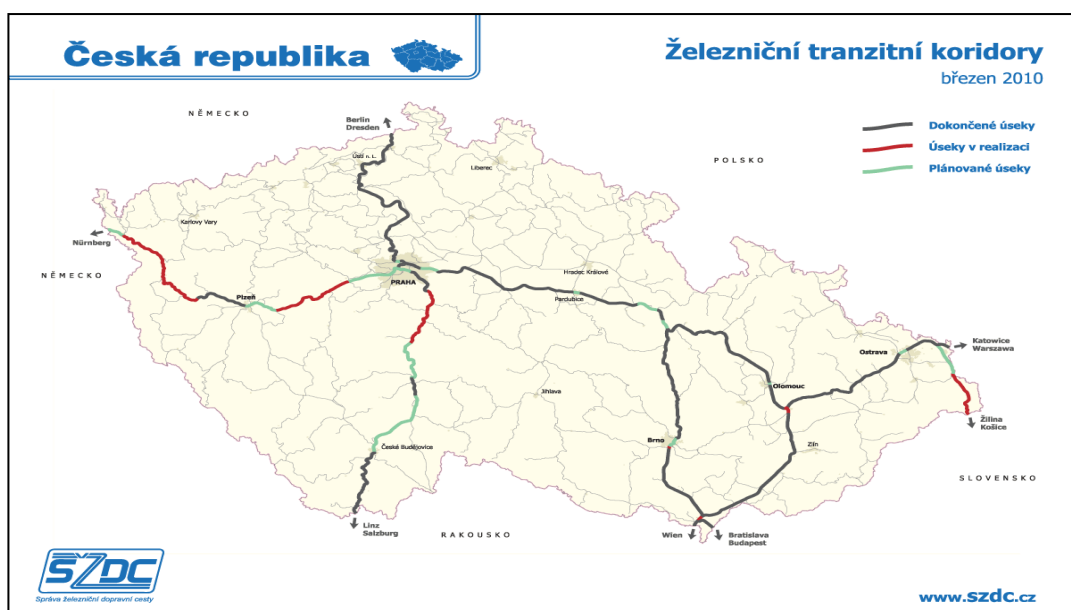 Česká republika
Železniční tranzitní koridory
březen 2010
Dokončené úseky
Úseky v realizaci
Plánované úseky
NĚMECKO
Berlin
Dresden
POLSKO
Ústí n. L.
Liberec
Karlovy Vary
Nürnberg
NĚMECKO
PRAHA
Hradec Králové
Plzeň
Pardubice
Ostrava
Katowice
Warszawa
Olomouc
Jihlava
Žilina
Košice
Brno
Zlín
České Budějovice
SLOVENSKO
Linz
Salzburg
RAKOUSKO
Wien
Bratislava
Budapest
SŽDC
Správa železniční dopravní cesty
www.szdc.cz